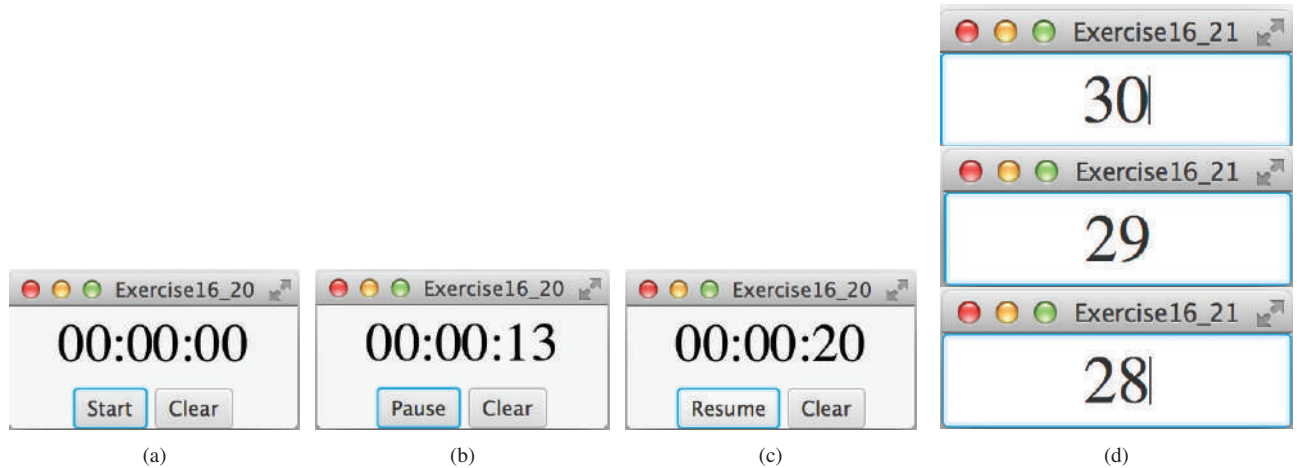 Exercise16_21
30
Exercise16_21
29
Exercise16_20
00:00:00
Start Clear
(a)
Exercise16_20
00:00:13
Pause Clear
(b)
Exercise16_20
00:00:20
Resume Clear
(c)
Exercise16_21
28
(d)